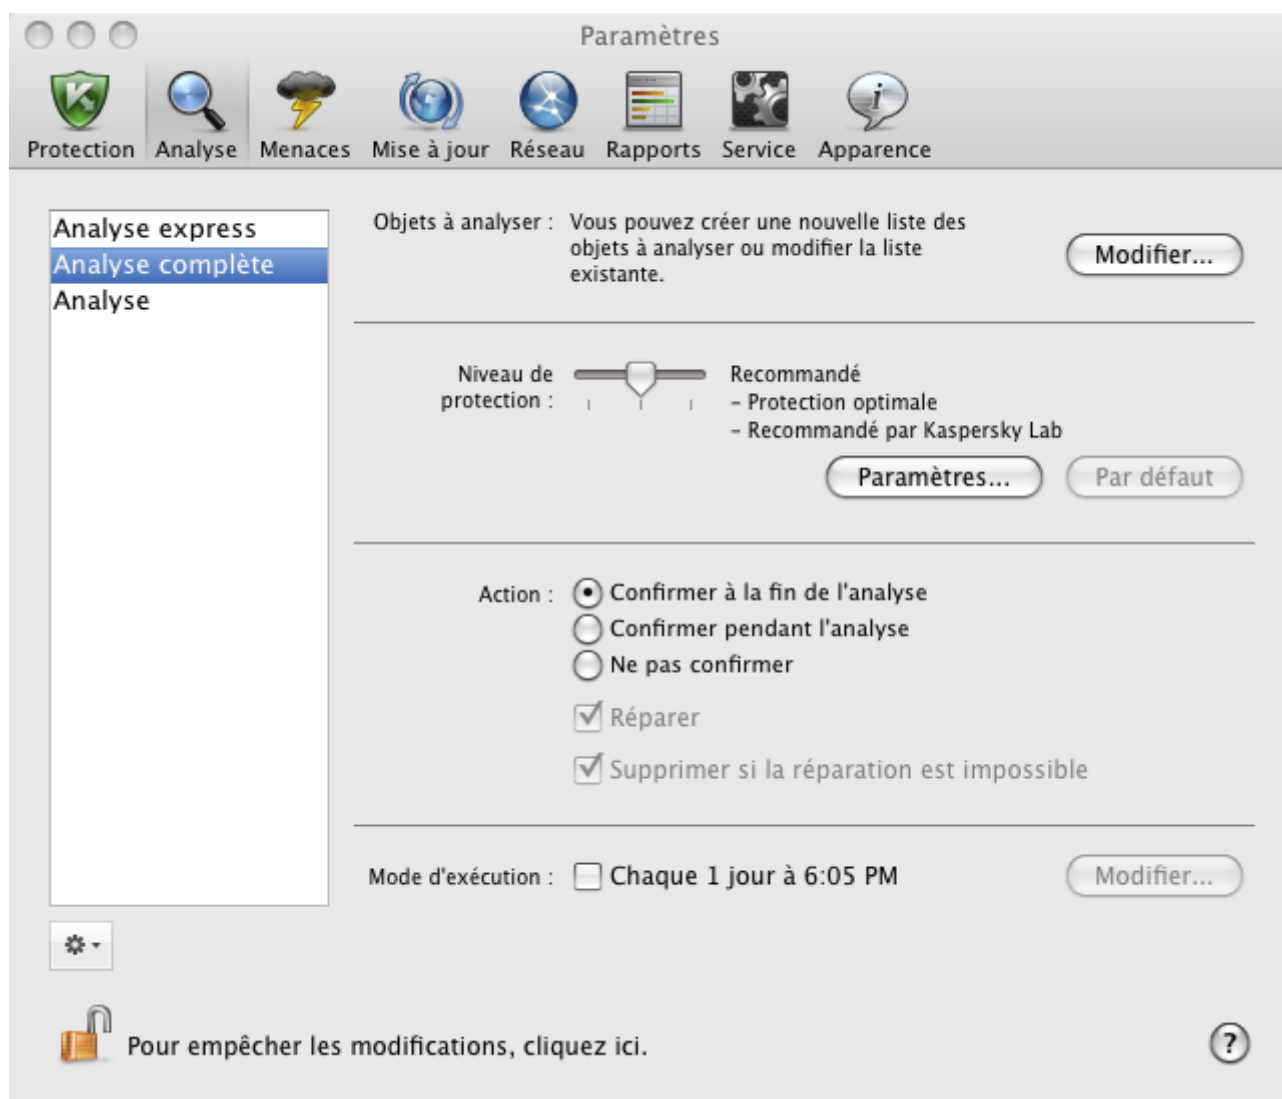 Paramètres
Protection Analyse Menaces Mise à jour Réseau Rapports Service Apparence
Analyse express
Analyse complète
Analyse
Objets à analyser : Vous pouvez créer une nouvelle liste des
objets à analyser ou modifier la liste
existante.
Modifier...
Niveau de
protection :
Recommandé
– Protection optimale
– Recommandé par Kaspersky Lab
Paramètres... Par défaut
Action : Confirmer à la fin de l'analyse
Confirmer pendant l'analyse
Ne pas confirmer
Réparer
Supprimer si la réparation est impossible
Mode d'exécution : Chaque 1 jour à 6:05 PM Modifier...
Pour empêcher les modifications, cliquez ici. ?